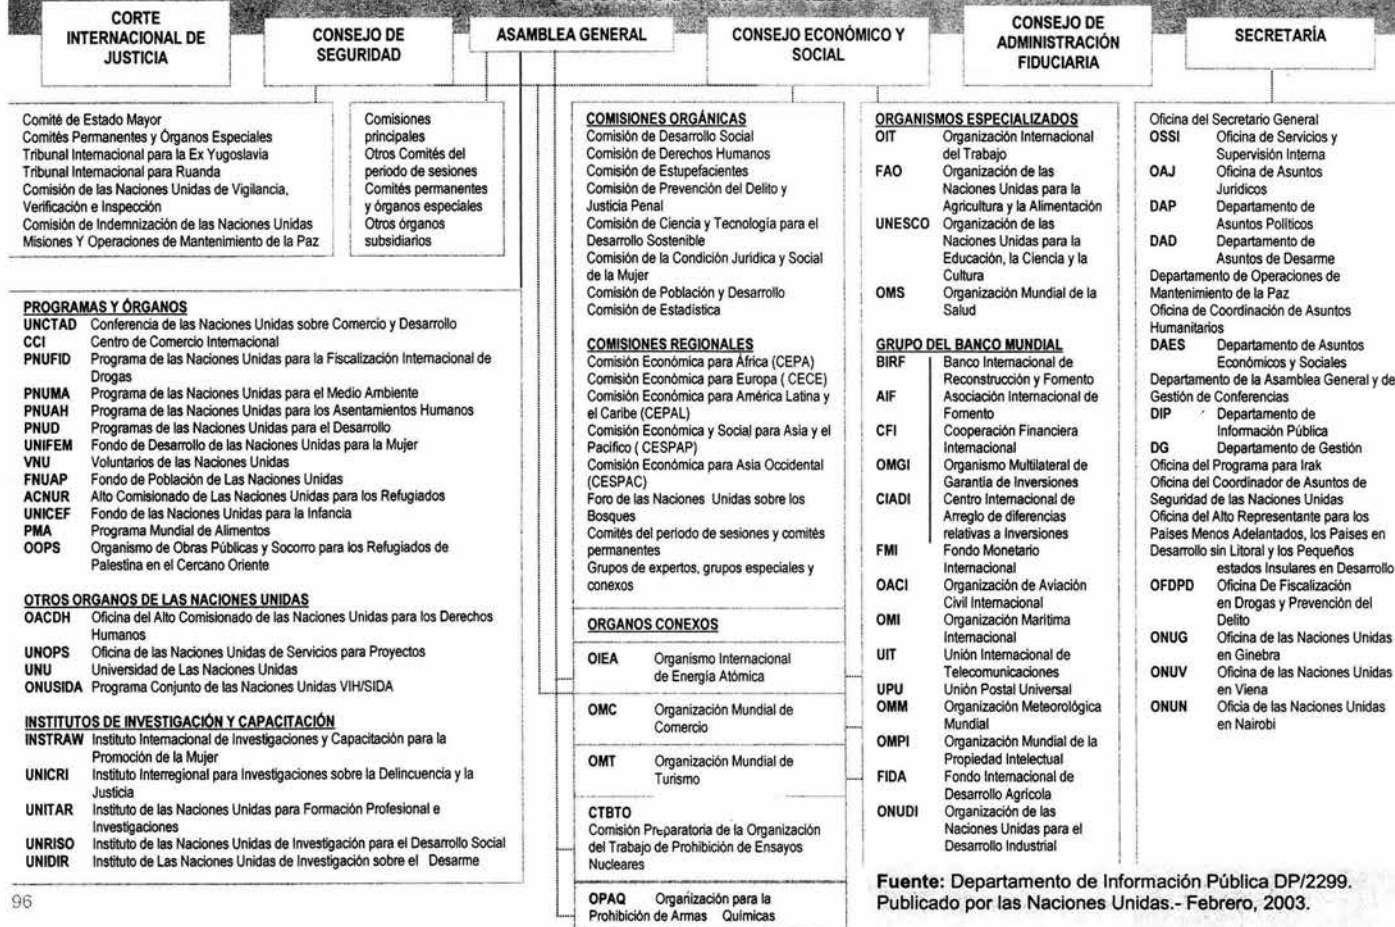 CORTE
INTERNACIONAL DE
JUSTICIA
CONSEJO DE
SEGURIDAD
ASAMBLEA GENERAL
CONSEJO ECONÓMICO Y
SOCIAL
CONSEJO DE
ADMINISTRACIÓN
FIDUCIARIA
SECRETARÍA
Comité de Estado Mayor
Comités Permanentes y Órganos Especiales
Tribunal Internacional para la Ex Yugoslavia
Tribunal Internacional para Ruanda
Comisión de las Naciones Unidas de Vigilancia,
Verificación e Inspección
Comisión de Indemnización de las Naciones Unidas
Misiones Y Operaciones de Mantenimiento de la Paz
Comisiones
principales
Otros Comités del
periodo de sesiones
Comités permanentes
y órganos especiales
Otros órganos
subsidiarios
PROGRAMAS Y ÓRGANOS
UNCTAD Conferencia de las Naciones Unidas sobre Comercio y Desarrollo
CCI Centro de Comercio Internacional
PNUFID Programa de las Naciones Unidas para la Fiscalización Internacional de
Drogas
PNUMA Programa de las Naciones Unidas para el Medio Ambiente
PNUAH Programa de las Naciones Unidas para los Asentamientos Humanos
PNUD Programas de las Naciones Unidas para el Desarrollo
UNIFEM Fondo de Desarrollo de las Naciones Unidas para la Mujer
VNU Voluntarios de las Naciones Unidas
FNUAP Fondo de Población de Las Naciones Unidas
ACNUR Alto Comisionado de Las Naciones Unidas para los Refugiados
UNICEF Fondo de las Naciones Unidas para la Infancia
PMA Programa Mundial de Alimentos
OOPS Organismo de Obras Públicas y Socorro para los Refugiados de
Palestina en el Cercano Oriente
OTROS ORGANOS DE LAS NACIONES UNIDAS
OACDH Oficina del Alto Comisionado de las Naciones Unidas para los Derechos
Humanos
UNOPS Oficina de las Naciones Unidas de Servicios para Proyectos
UNU Universidad de Las Naciones Unidas
ONUSIDA Programa Conjunto de las Naciones Unidas VIH/SIDA
INSTITUTOS DE INVESTIGACIÓN Y CAPACITACIÓN
INSTRAW Instituto Internacional de Investigaciones y Capacitación para la
Promoción de la Mujer
UNICRI Instituto Interregional para Investigaciones sobre la Delincuencia y la
Justicia
UNITAR Instituto de las Naciones Unidas para Formación Profesional e
Investigaciones
UNRISO Instituto de las Naciones Unidas de Investigación para el Desarrollo Social
UNIDIR Instituto de Las Naciones Unidas de Investigación sobre el Desarme
96
COMISIONES ORGÁNICAS
Comisión de Desarrollo Social
Comisión de Derechos Humanos
Comisión de Estupefacientes
Comisión de Prevención del Delito y
Justicia Penal
Comisión de Ciencia y Tecnología para el
Desarrollo Sostenible
Comisión de la Condición Jurídica y Social
de la Mujer
Comisión de Población y Desarrollo
Comisión de Estadística
COMISIONES REGIONALES
Comisión Económica para África (CEPA)
Comisión Económica para Europa ( CECE)
Comisión Económica para América Latina y
el Caribe (CEPAL)
Comisión Económica y Social para Asia y el
Pacífico ( CESPAP)
Comisión Económica para Asia Occidental
(CESPAC)
Foro de las Naciones Unidas sobre los
Bosques
Comités del periodo de sesiones y comités
permanentes
Grupos de expertos, grupos especiales y
conexos
ORGANOS CONEXOS
OIEA Organismo Internacional
de Energía Atómica
OMC Organización Mundial de
Comercio
OMT Organización Mundial de
Turismo
CTBTO
Comisión Preparatoria de la Organización
del Trabajo de Prohibición de Ensayos
Nucleares
OPAQ Organización para la
Prohibición de Armas Químicas
ORGANISMOS ESPECIALIZADOS
OIT Organización Internacional
del Trabajo
FAO Organización de las
Naciones Unidas para la
Agricultura y la Alimentación
UNESCO Organización de las
Naciones Unidas para la
Educación, la Ciencia y la
Cultura
OMS Organización Mundial de la
Salud
GRUPO DEL BANCO MUNDIAL
BIRF Banco Internacional de
Reconstrucción y Fomento
AIF Asociación Internacional de
Fomento
CFI Cooperación Financiera
Internacional
OMGI Organismo Multilateral de
Garantía de Inversiones
CIADI Centro Internacional de
Arreglo de diferencias
relativas a Inversiones
FMI Fondo Monetario
Internacional
OACI Organización de Aviación
Civil Internacional
OMI Organización Marítima
Internacional
UIT Unión Internacional de
Telecomunicaciones
UPU Unión Postal Universal
OMM Organización Meteorológica
Mundial
OMPI Organización Mundial de la
Propiedad Intelectual
FIDA Fondo Internacional de
Desarrollo Agrícola
ONUDI Organización de las
Naciones Unidas para el
Desarrollo Industrial
Oficina del Secretario General
OSSI Oficina de Servicios y
Supervisión Interna
OAJ Oficina de Asuntos
Jurídicos
DAP Departamento de
Asuntos Políticos
DAD Departamento de
Asuntos de Desarme
Departamento de Operaciones de
Mantenimiento de la Paz
Oficina de Coordinación de Asuntos
Humanitarios
DAES Departamento de Asuntos
Económicos y Sociales
Departamento de la Asamblea General y de
Gestión de Conferencias
DIP Departamento de
Información Pública
DG Departamento de Gestión
Oficina del Programa para Irak
Oficina del Coordinador de Asuntos de
Seguridad de las Naciones Unidas
Oficina del Alto Representante para los
Países Menos Adelantados, los Países en
Desarrollo sin Litoral y los Pequeños
estados Insulares en Desarrollo
OFDPD Oficina De Fiscalización
en Drogas y Prevención del
Delito
ONUG Oficina de las Naciones Unidas
en Ginebra
ONUV Oficina de las Naciones Unidas
en Viena
ONUN Oficia de las Naciones Unidas
en Nairobi
Fuente: Departamento de Información Pública DP/2299.
Publicado por las Naciones Unidas.- Febrero, 2003.